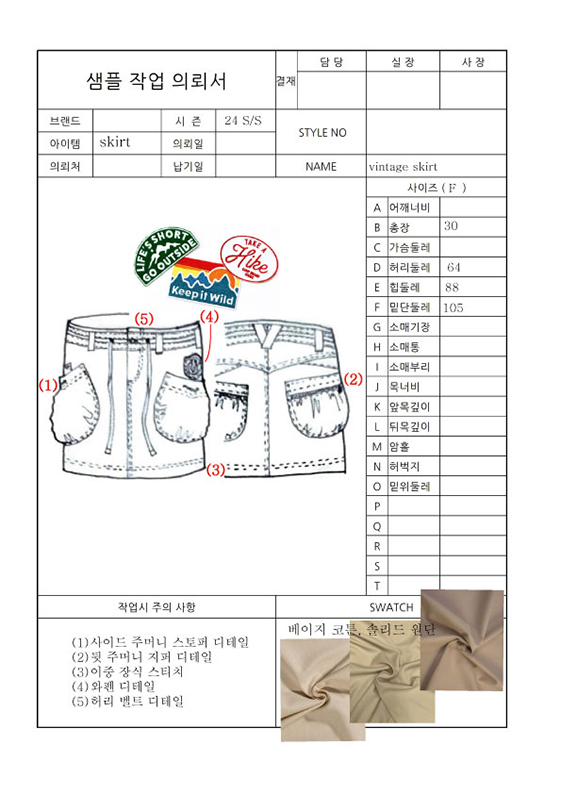 샘플 작업 의뢰서
결재
담 당
실 장
사 장
브랜드
시 즌
24 S/S
STYLE NO
아이템
skirt
의뢰일
의뢰처
납기일
NAME
vintage skirt
사이즈 ( F )
A 어깨너비
B 총장 30
C 가슴둘레
D 허리둘레 64
E 힙둘레 88
F 밑단둘레 105
G 소매기장
H 소매통
I 소매부리
J 목너비
K 앞목깊이
L 뒤목깊이
M 암홀
N 허벅지
O 밑위둘레
P
Q
R
S
T
LIFE'S SHORT
GO OUTSIDE
TAKE A
Hike
Keep it Wild
(5)
(4)
(1)
(2)
(3)
작업시 주의 사항
(1)사이드 주머니 스토퍼 디테일
(2)뒷 주머니 지퍼 디테일
(3)이중 장식 스티치
(4)와펜 디테일
(5)허리 벨트 디테일
SWATCH
베이지 코튼, 솔리드 원단